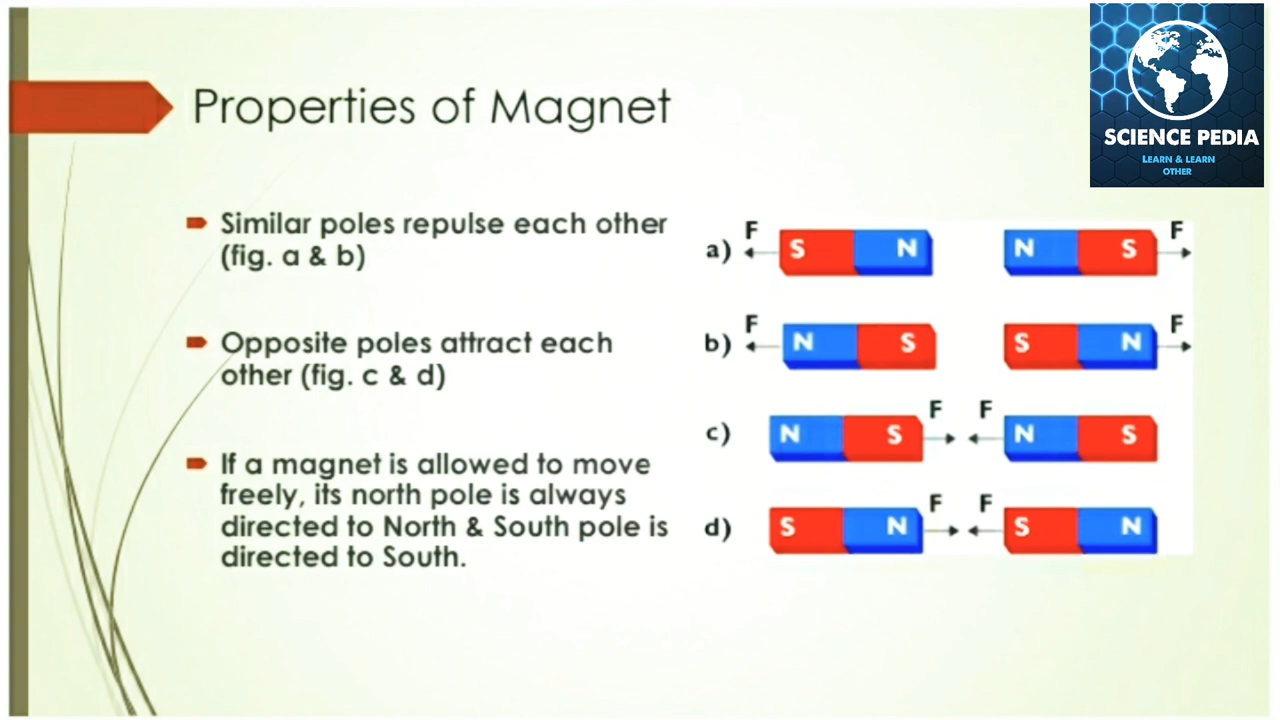 Properties of Magnet
SCIENCE PEDIA
LEARN & LEARN
OTHER
Similar poles repulse each other
(fig. a & b)
Opposite poles attract each
other (fig. c & d)
If a magnet is allowed to move
freely, its north pole is always
directed to North & South pole is
directed to South.
a) F S N N S F
b) F N S S N F
c) N S F F N S
d) S N F F S N